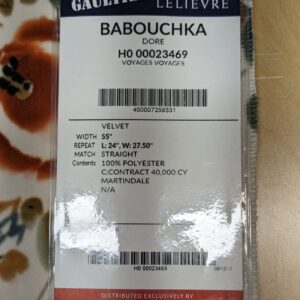 LELIEVRE
BABOUCHKA
DORE
H0 00023469
VOYAGES VOYAGES
400007259331
VELVET
WIDTH 55"
REPEAT L: 24", W: 27.50"
MATCH STRAIGHT
Contents 100% POLYESTER
C:CONTRACT 40,000 CY
MARTINDALE
N/A
H0 00023469
DISTRIBUTED EXCLUSIVELY BY